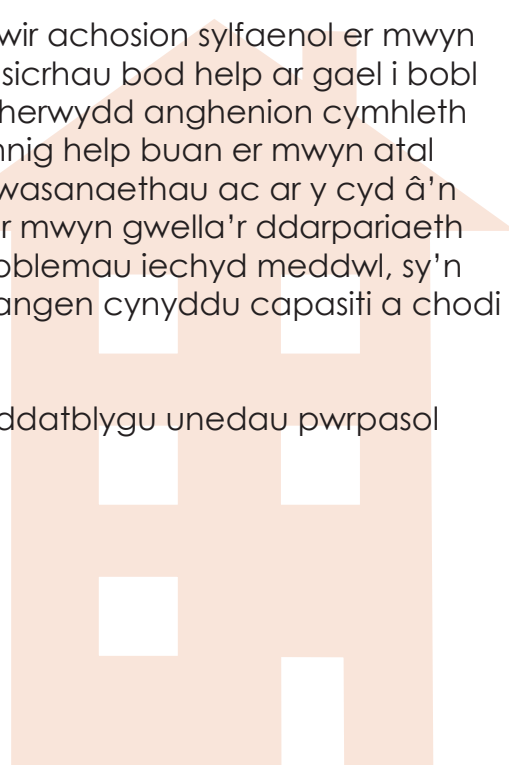 wir achosion sylfaenol er mwyn
sicrhau bod help ar gael i bobl
herwydd anghenion cymhleth
nnig help buan er mwyn atal
wasanaethau ac ar y cyd â'n
r mwyn gwella'r ddarpariaeth
oblemau iechyd meddwl, sy'n
angen cynyddu capasiti a chodi
ddatblygu unedau pwrpasol